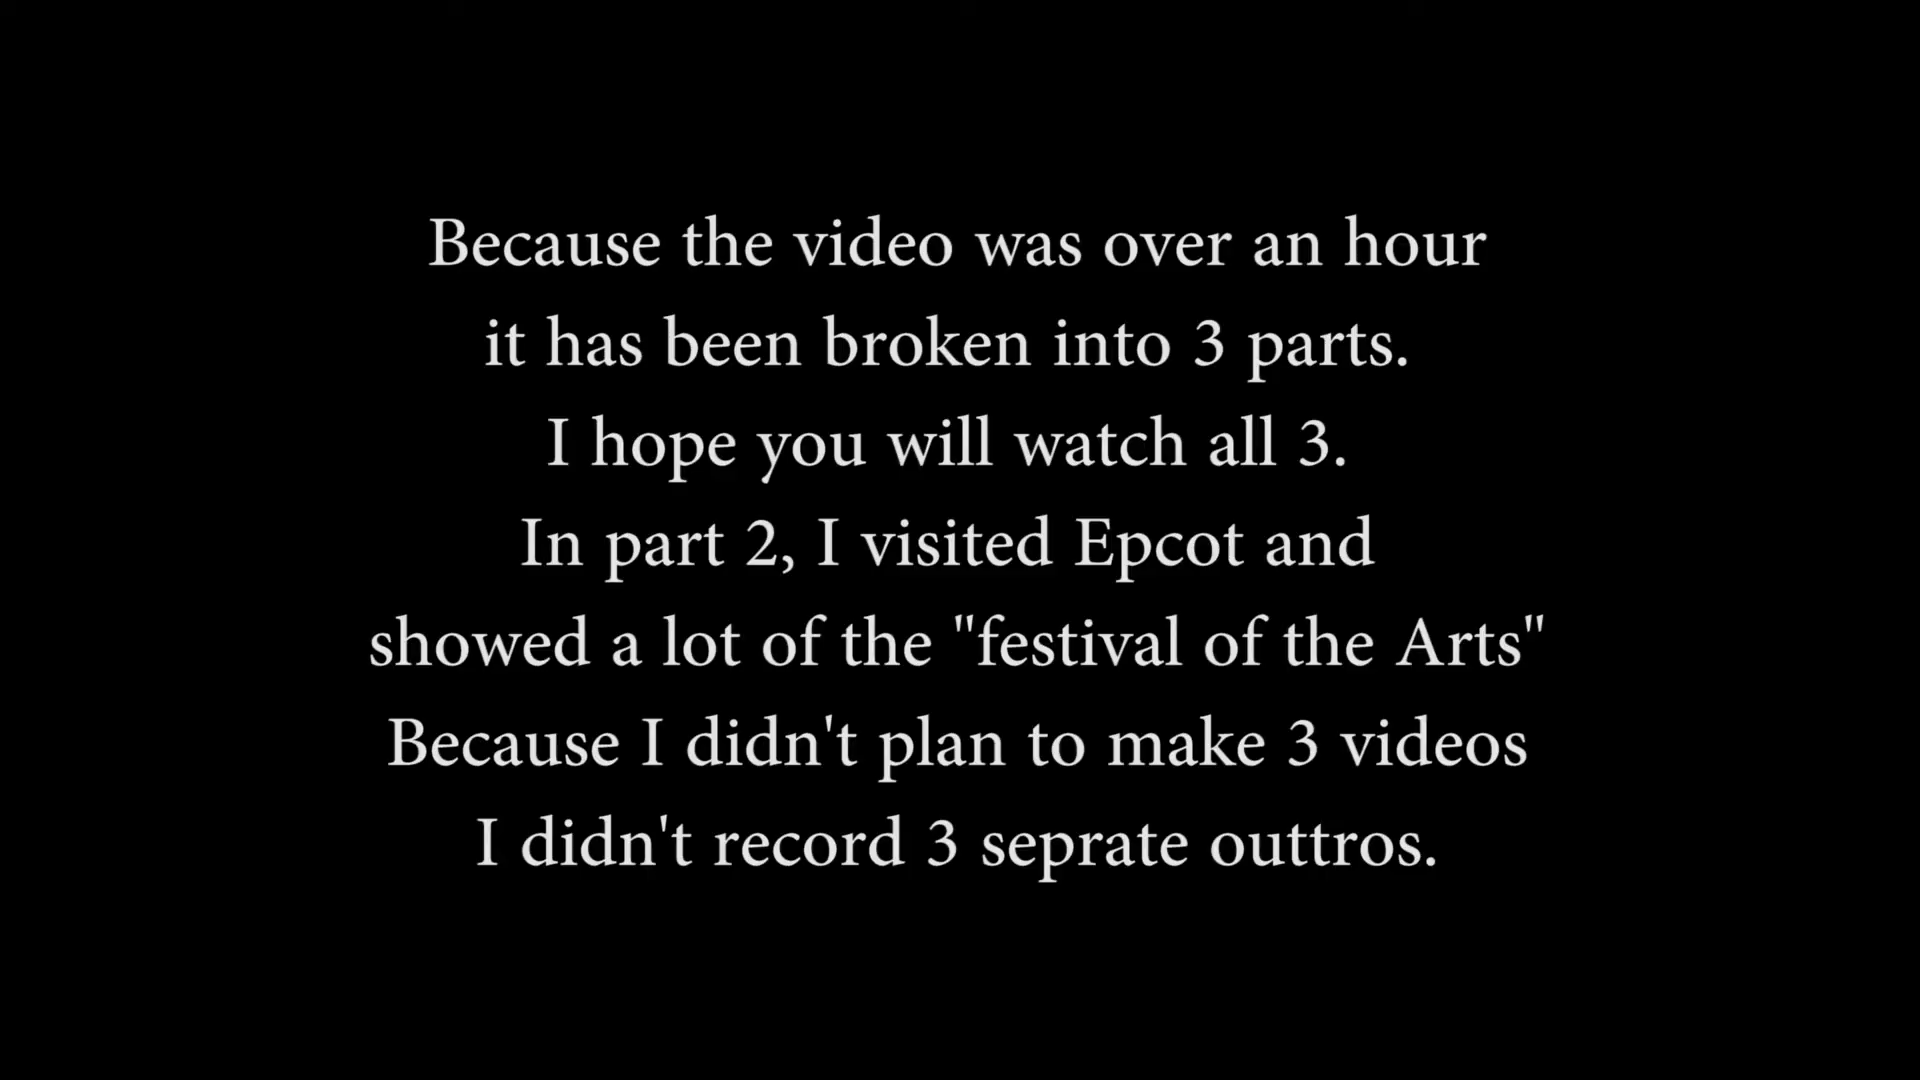 Because the video was over an hour
it has been broken into 3 parts.
I hope you will watch all 3.
In part 2, I visited Epcot and
showed a lot of the "festival of the Arts"
Because I didn't plan to make 3 videos
I didn't record 3 seprate outtros.